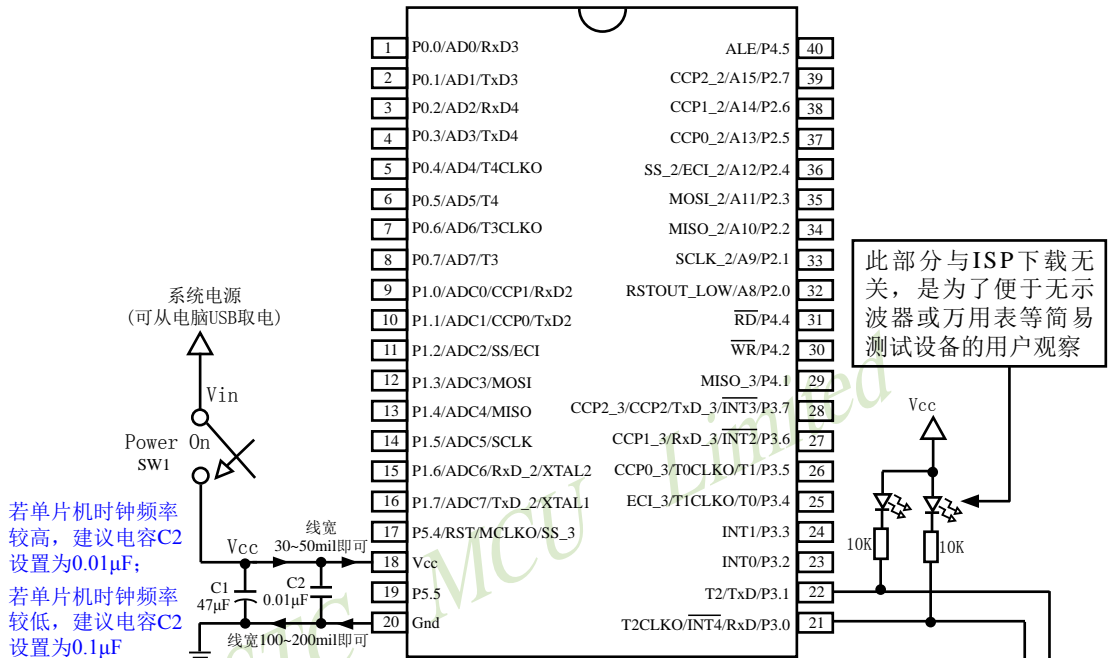 1 P0.0/AD0/RxD3
2 P0.1/AD1/TxD3
3 P0.2/AD2/RxD4
4 P0.3/AD3/TxD4
5 P0.4/AD4/T4CLKO
6 P0.5/AD5/T4
7 P0.6/AD6/T3CLKO
8 P0.7/AD7/T3
9 P1.0/ADC0/CCP1/RxD2
10 P1.1/ADC1/CCP0/TxD2
11 P1.2/ADC2/SS/ECI
12 P1.3/ADC3/MOSI
13 P1.4/ADC4/MISO
14 P1.5/ADC5/SCLK
15 P1.6/ADC6/RxD_2/XTAL2
16 P1.7/ADC7/TxD_2/XTAL1
17 P5.4/RST/MCLKO/SS_3
18 Vcc
19 P5.5
20 Gnd
ALE/P4.5 40
CCP2_2/A15/P2.7 39
CCP1_2/A14/P2.6 38
CCP0_2/A13/P2.5 37
SS_2/ECI_2/A12/P2.4 36
MOSI_2/A11/P2.3 35
MISO_2/A10/P2.2 34
SCLK_2/A9/P2.1 33
RSTOUT_LOW/A8/P2.0 32
RD/P4.4 31
WR/P4.2 30
MISO_3/P4.1 29
CCP2_3/CCP2/TxD_3/INT3/P3.7 28
CCP1_3/RxD_3/INT2/P3.6 27
CCP0_3/T0CLKO/T1/P3.5 26
ECI_3/T1CLKO/T0/P3.4 25
INT1/P3.3 24
INT0/P3.2 23
T2/TxD/P3.1 22
T2CLKO/INT4/RxD/P3.0 21
系统电源
(可从电脑USB取电)
Vin
Power On
SW1
若单片机时钟频率
较高，建议电容C2
设置为0.01μF；
若单片机时钟频率
较低，建议电容C2
设置为0.1μF
Vcc
线宽
30~50mil即可
C1
47μF
C2
0.01μF
线宽100~200mil即可
此部分与ISP下载无
关，是为了便于无示
波器或万用表等简易
测试设备的用户观察
Vcc
10K
10K
STC MCU Limited